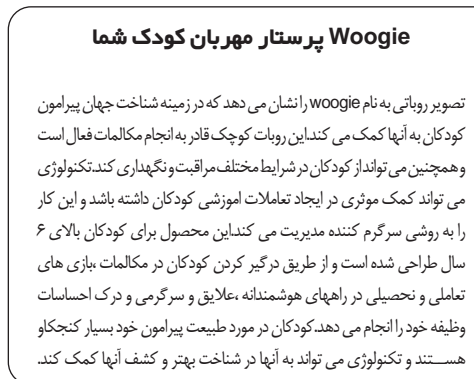 Woogie پرستار مهربان کودک شما
تصویر روباتی به نام woogie را نشان می دهد که در زمینه شناخت جهان پیرامون
کودکان به آنها کمک می کند.این روبات کوچک قادر به انجام مکالمات فعال است
و همچنین می تواند از کودکان در شرایط مختلف مراقبت و نگهداری کند.تکنولوژی
می تواند کمک موثری در ایجاد تعاملات اموزشی کودکان داشته باشد و این کار
را به روشی سرگرم کننده مدیریت می کند.این محصول برای کودکان بالای ۶
سال طراحی شده است و از طریق درگیر کردن کودکان در مکالمات ،بازی های
تعاملی و نحصیلی در راههای هوشمندانه ،علایق و سرگرمی و درک احساسات
وظیفه خود را انجام می دهد.کودکان در مورد طبیعت پیرامون خود بسیار کنجکاو
هستند و تکنولوژی می تواند به آنها در شناخت بهتر و کشف آنها کمک کند.